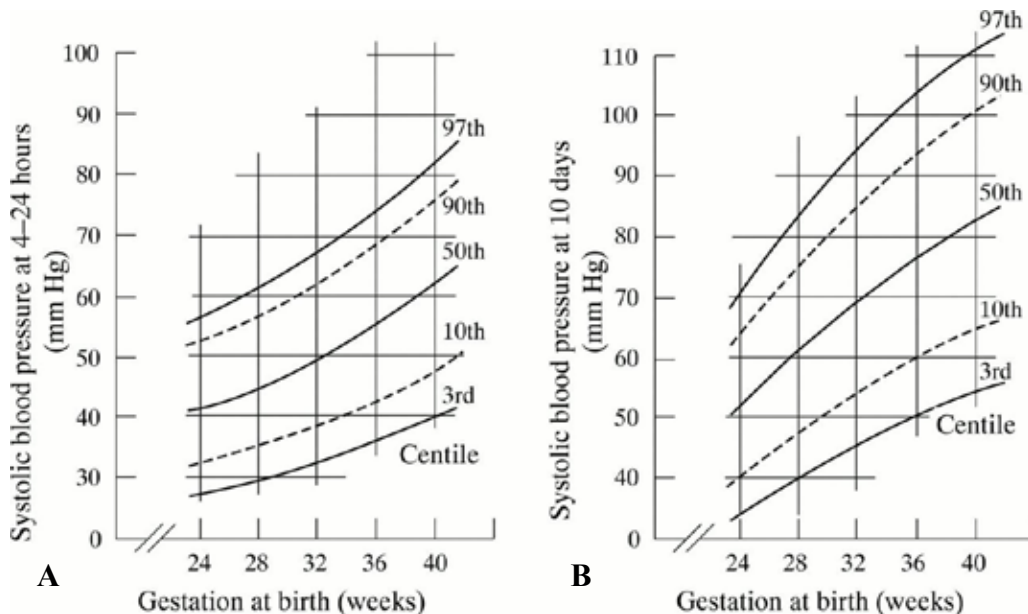 Systolic blood pressure at 4–24 hours
(mm Hg)
100
90
80
70
60
50
40
30
0
97th
90th
50th
10th
3rd
Centile
24 28 32 36 40
Gestation at birth (weeks)
A
Systolic blood pressure at 10 days
(mm Hg)
110
100
90
80
70
60
50
40
0
97th
90th
50th
10th
3rd
Centile
24 28 32 36 40
Gestation at birth (weeks)
B